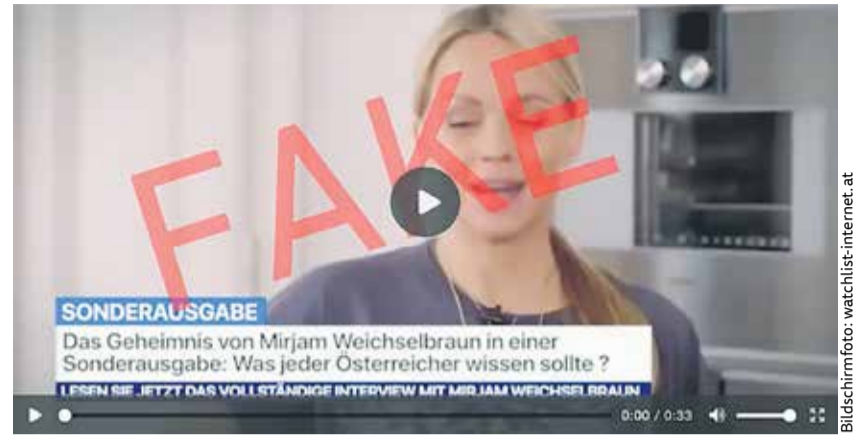 FAKE
SONDERAUSGABE
Das Geheimnis von Mirjam Weichselbraun in einer
Sonderausgabe: Was jeder Österreicher wissen sollte ?
LESEN SIE JETZT DAS VOLLSTÄNDIGE INTERVIEW MIT MIRJAM WEICHSELBRAUN
0:00 / 0:33
Bildschirmfoto: watchlist-internet.at